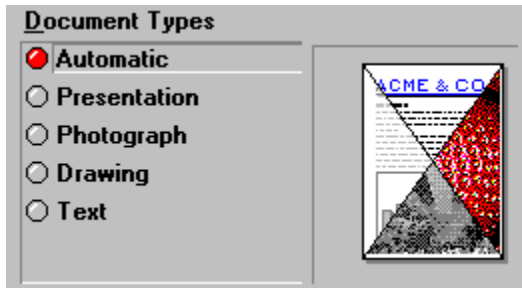 Document Types
Automatic
ACME & CO
Presentation
Photograph
Drawing
Text